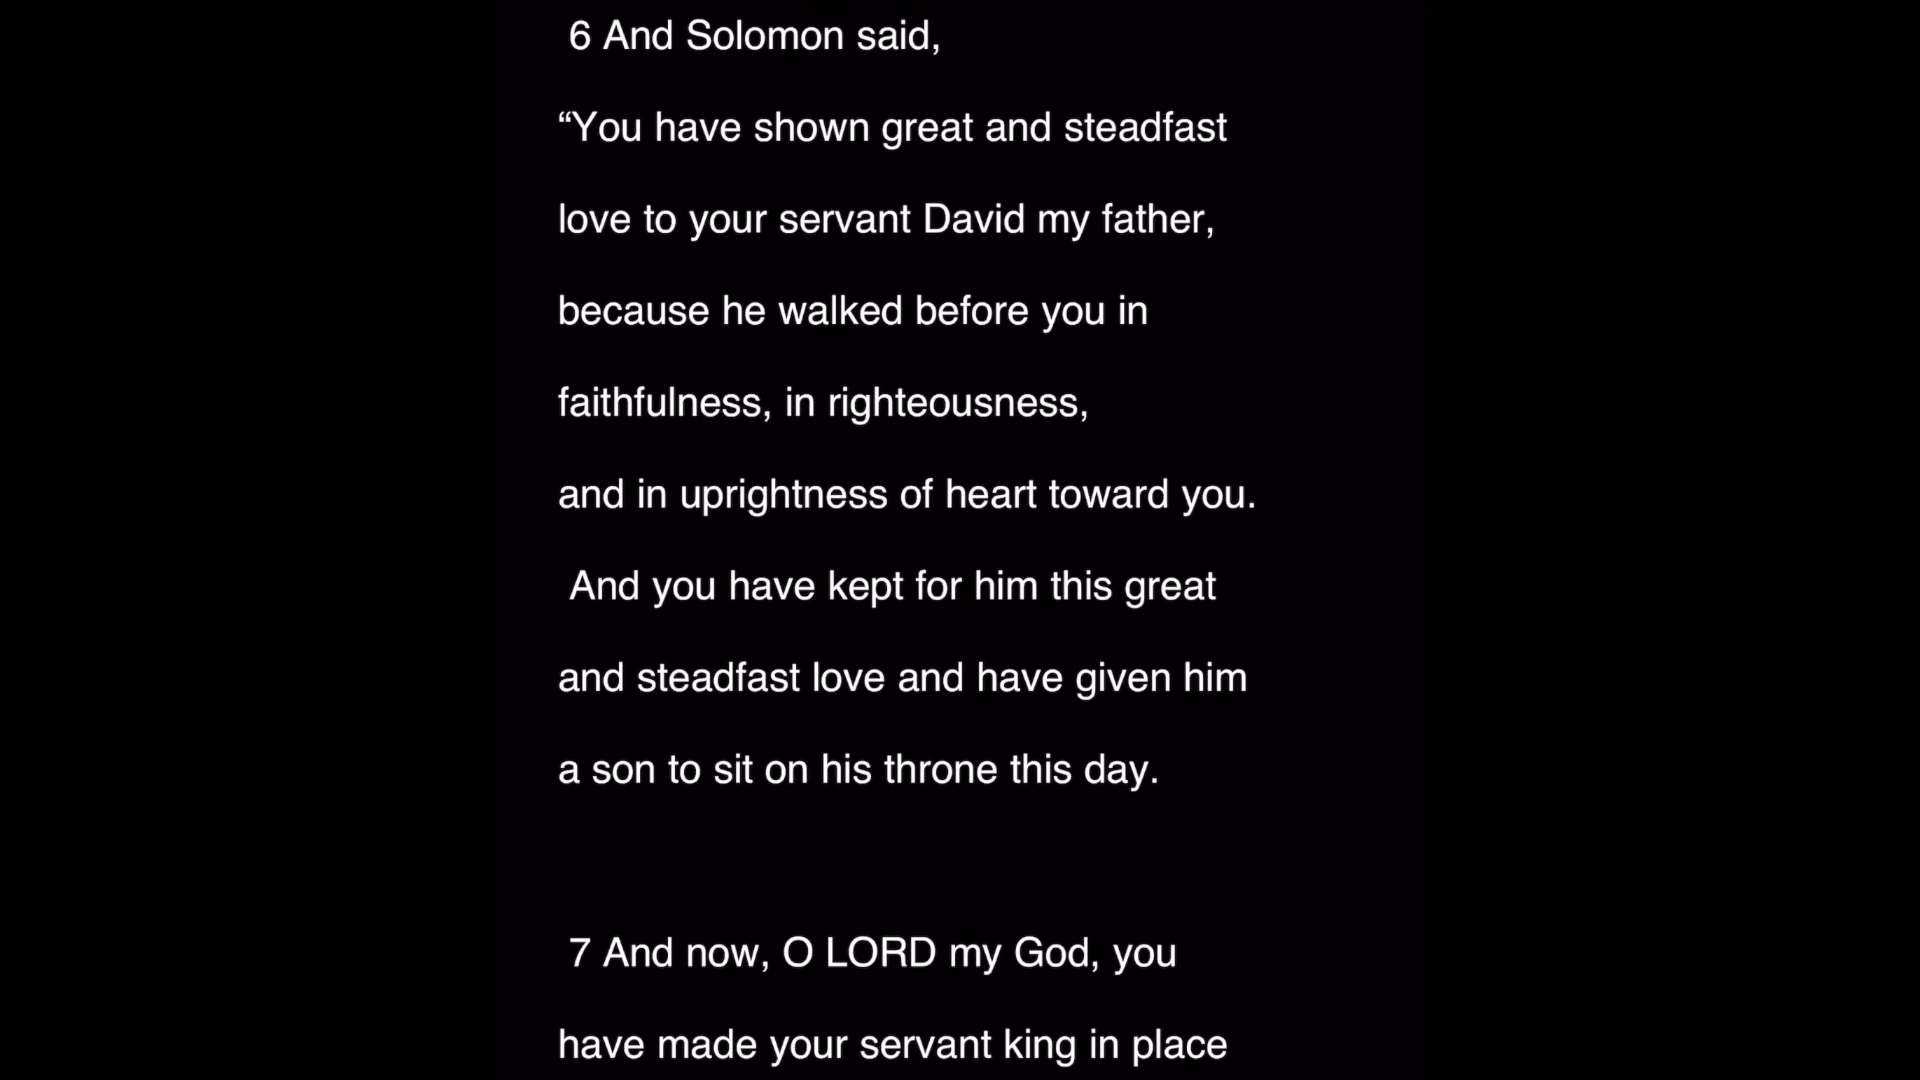 6 And Solomon said,
“You have shown great and steadfast
love to your servant David my father,
because he walked before you in
faithfulness, in righteousness,
and in uprightness of heart toward you.
And you have kept for him this great
and steadfast love and have given him
a son to sit on his throne this day.
7 And now, O LORD my God, you
have made your servant king in place